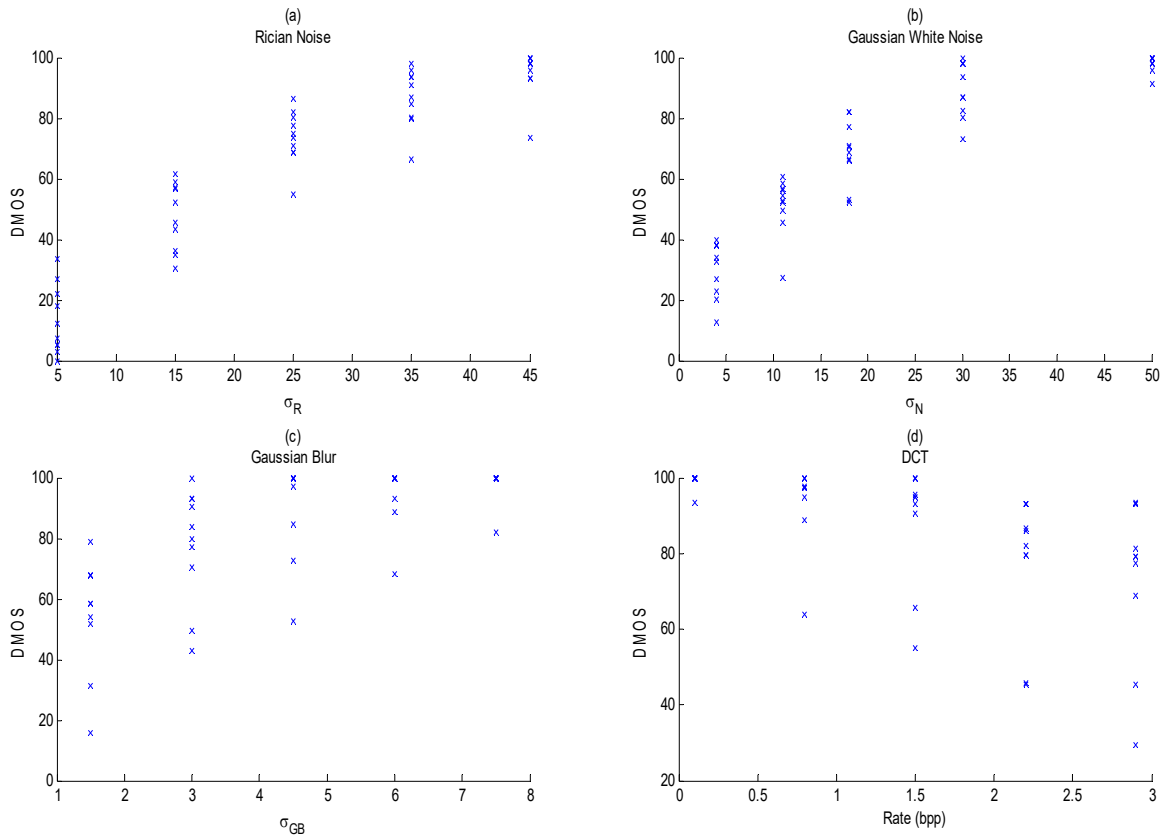 (a)
Rician Noise
100
80
60
40
20
0
DMOS
5 10 15 20 25 30 35 40 45
σR
(b)
Gaussian White Noise
100
80
60
40
20
0
DMOS
0 5 10 15 20 25 30 35 40 45 50
σN
(c)
Gaussian Blur
100
80
60
40
20
0
DMOS
1 2 3 4 5 6 7 8
σGB
(d)
DCT
100
80
60
40
20
DMOS
0 0.5 1 1.5 2 2.5 3
Rate (bpp)